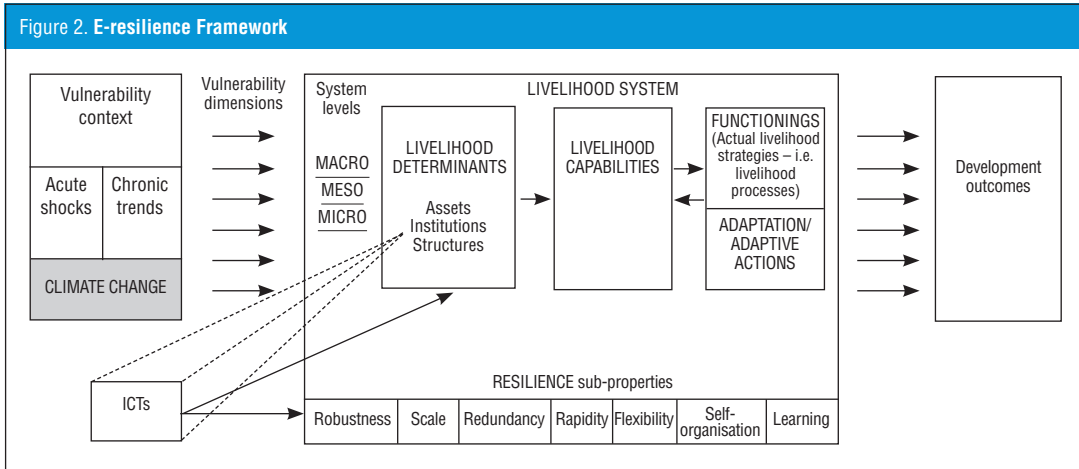 Figure 2. E-resilience Framework
Vulnerability
context
Acute
shocks
Chronic
trends
CLIMATE CHANGE
Vulnerability
dimensions
LIVELIHOOD SYSTEM
System
levels
MACRO
MESO
MICRO
LIVELIHOOD
DETERMINANTS
Assets
Institutions
Structures
LIVELIHOOD
CAPABILITIES
FUNCTIONINGS
(Actual livelihood
strategies – i.e.
livelihood
processes)
ADAPTATION/
ADAPTIVE
ACTIONS
Development
outcomes
ICTs
RESILIENCE sub-properties
Robustness
Scale
Redundancy
Rapidity
Flexibility
Self-
organisation
Learning